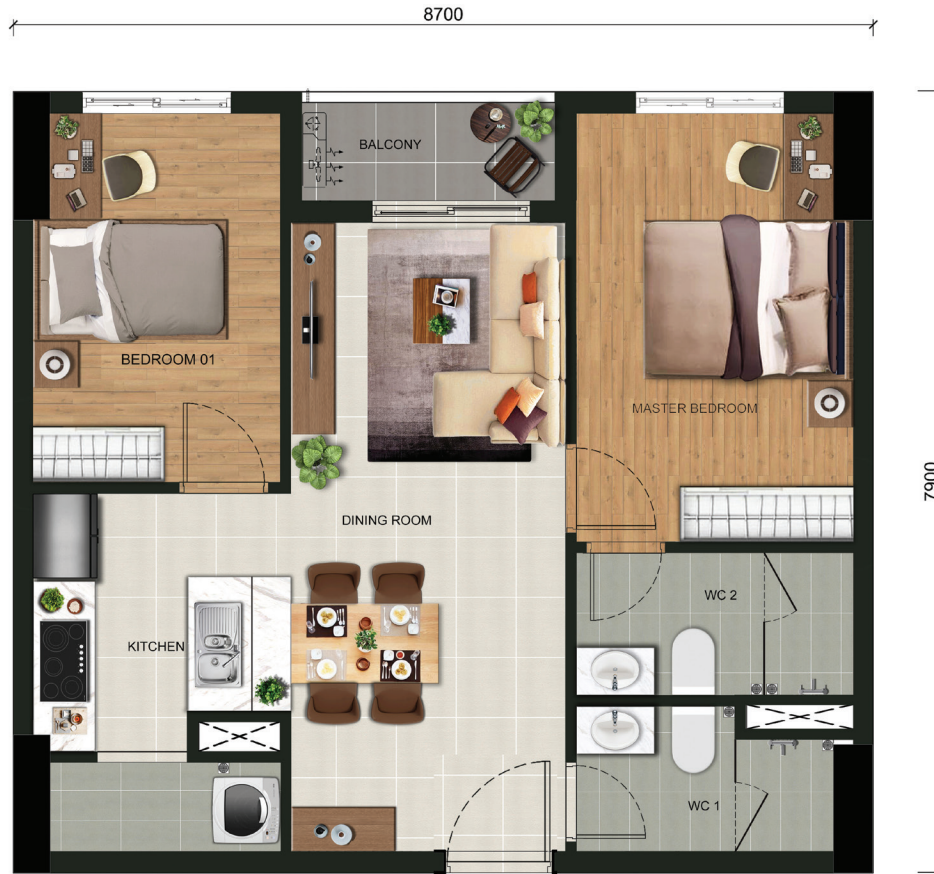 8700
BALCONY
BEDROOM 01
MASTER BEDROOM
7900
DINING ROOM
WC 2
KITCHEN
WC 1